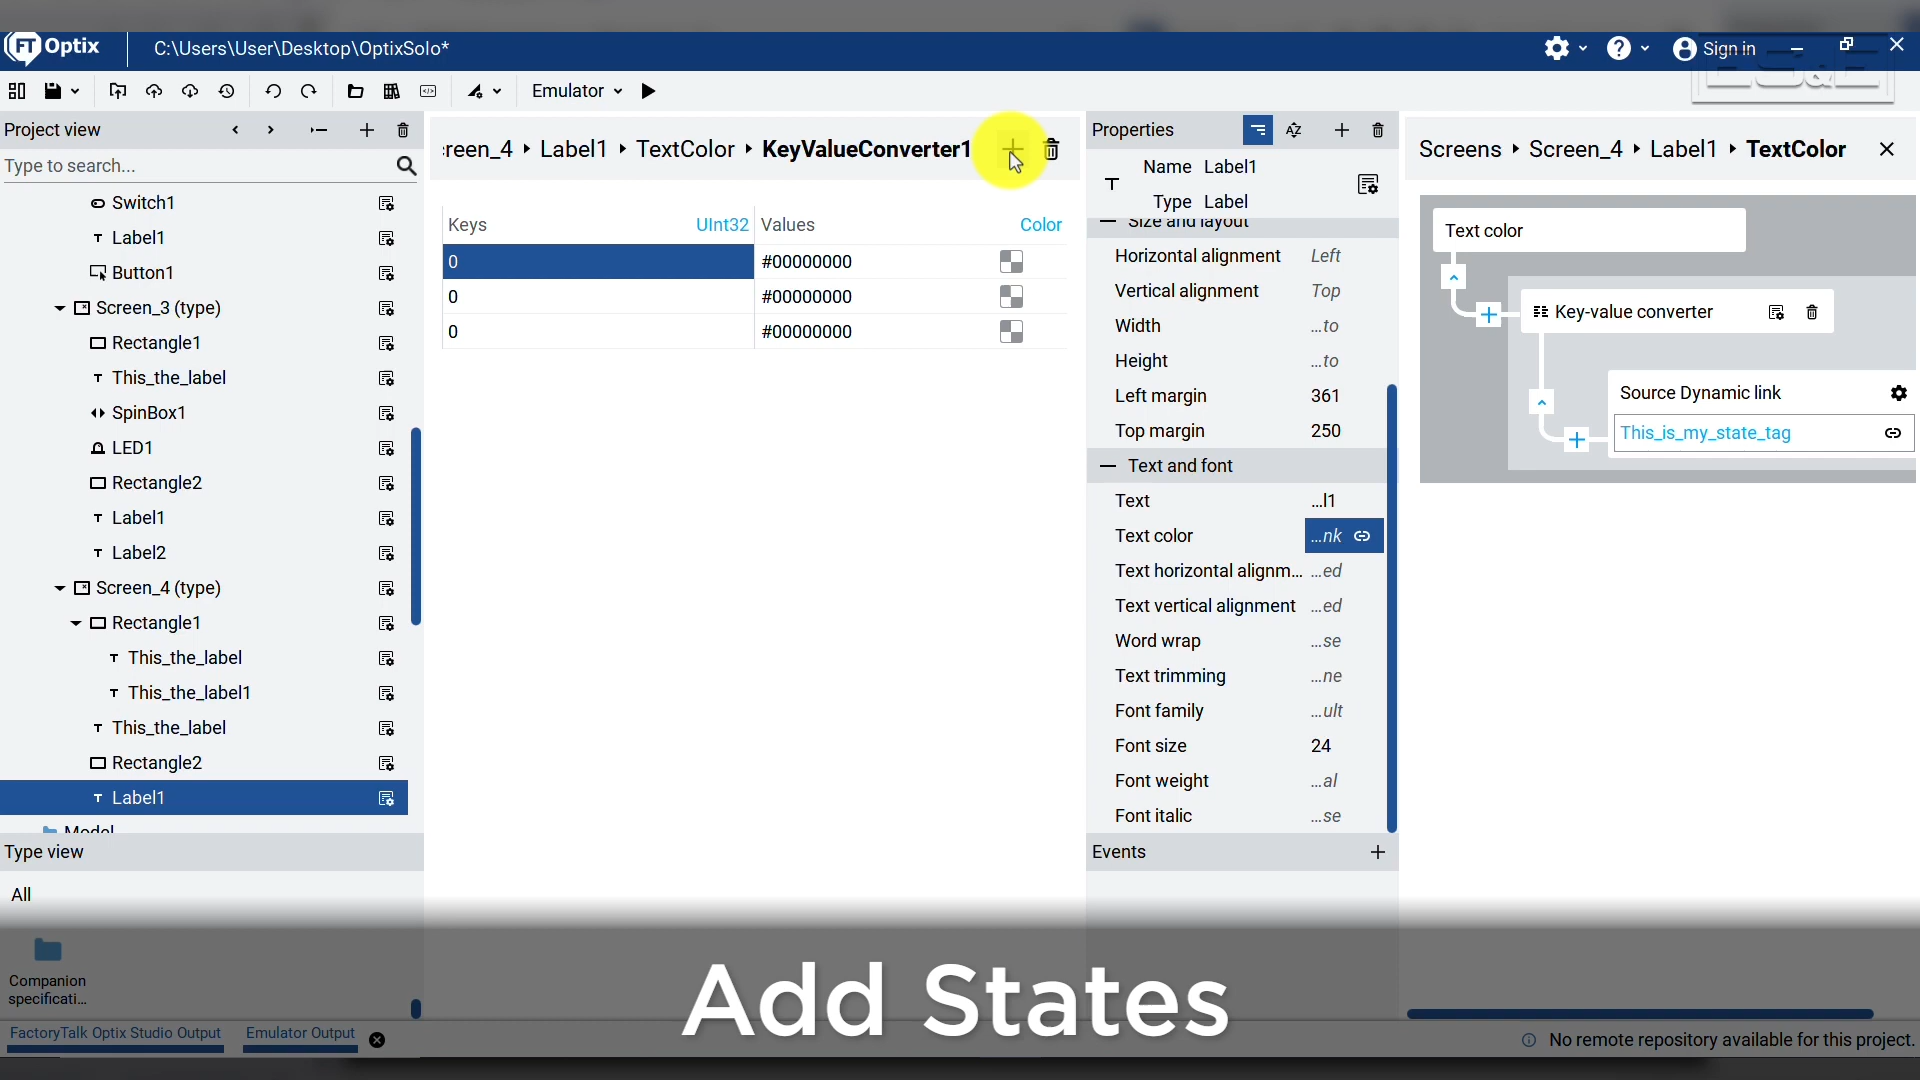 FT Optix
C:\Users\User\Desktop\OptixSolo*
Sign in
Emulator
Project view
Type to search...
Switch1
Label1
Button1
Screen_3 (type)
Rectangle1
This_the_label
SpinBox1
LED1
Rectangle2
Label1
Label2
Screen_4 (type)
Rectangle1
This_the_label
This_the_label1
This_the_label
Rectangle2
Label1
Model
Type view
All
Companion
specificati...
:reen_4 Label1 TextColor KeyValueConverter1
Keys UInt32 Values Color
0 #00000000
0 #00000000
0 #00000000
Properties
Name Label1
Type Label
Size and layout
Horizontal alignment Left
Vertical alignment Top
Width ...to
Height ...to
Left margin 361
Top margin 250
Text and font
Text ...l1
Text color ...nk
Text horizontal alignm... ...ed
Text vertical alignment ...ed
Word wrap ...se
Text trimming ...ne
Font family ...ult
Font size 24
Font weight ...al
Font italic ...se
Events
Screens Screen_4 Label1 TextColor
Text color
Key-value converter
Source Dynamic link
This_is_my_state_tag
Add States
FactoryTalk Optix Studio Output Emulator Output
No remote repository available for this project.